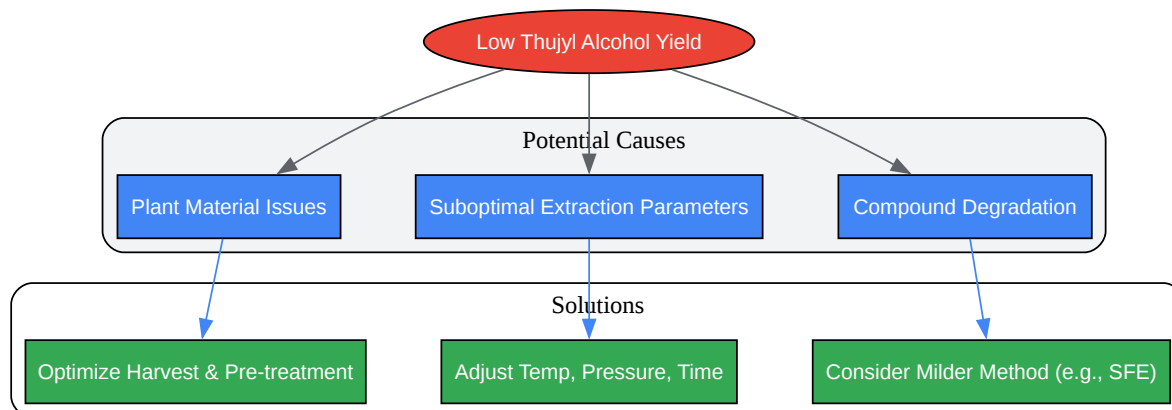 Low Thujyl Alcohol Yield
Potential Causes
Plant Material Issues
Suboptimal Extraction Parameters
Compound Degradation
Solutions
Optimize Harvest & Pre-treatment
Adjust Temp, Pressure, Time
Consider Milder Method (e.g., SFE)